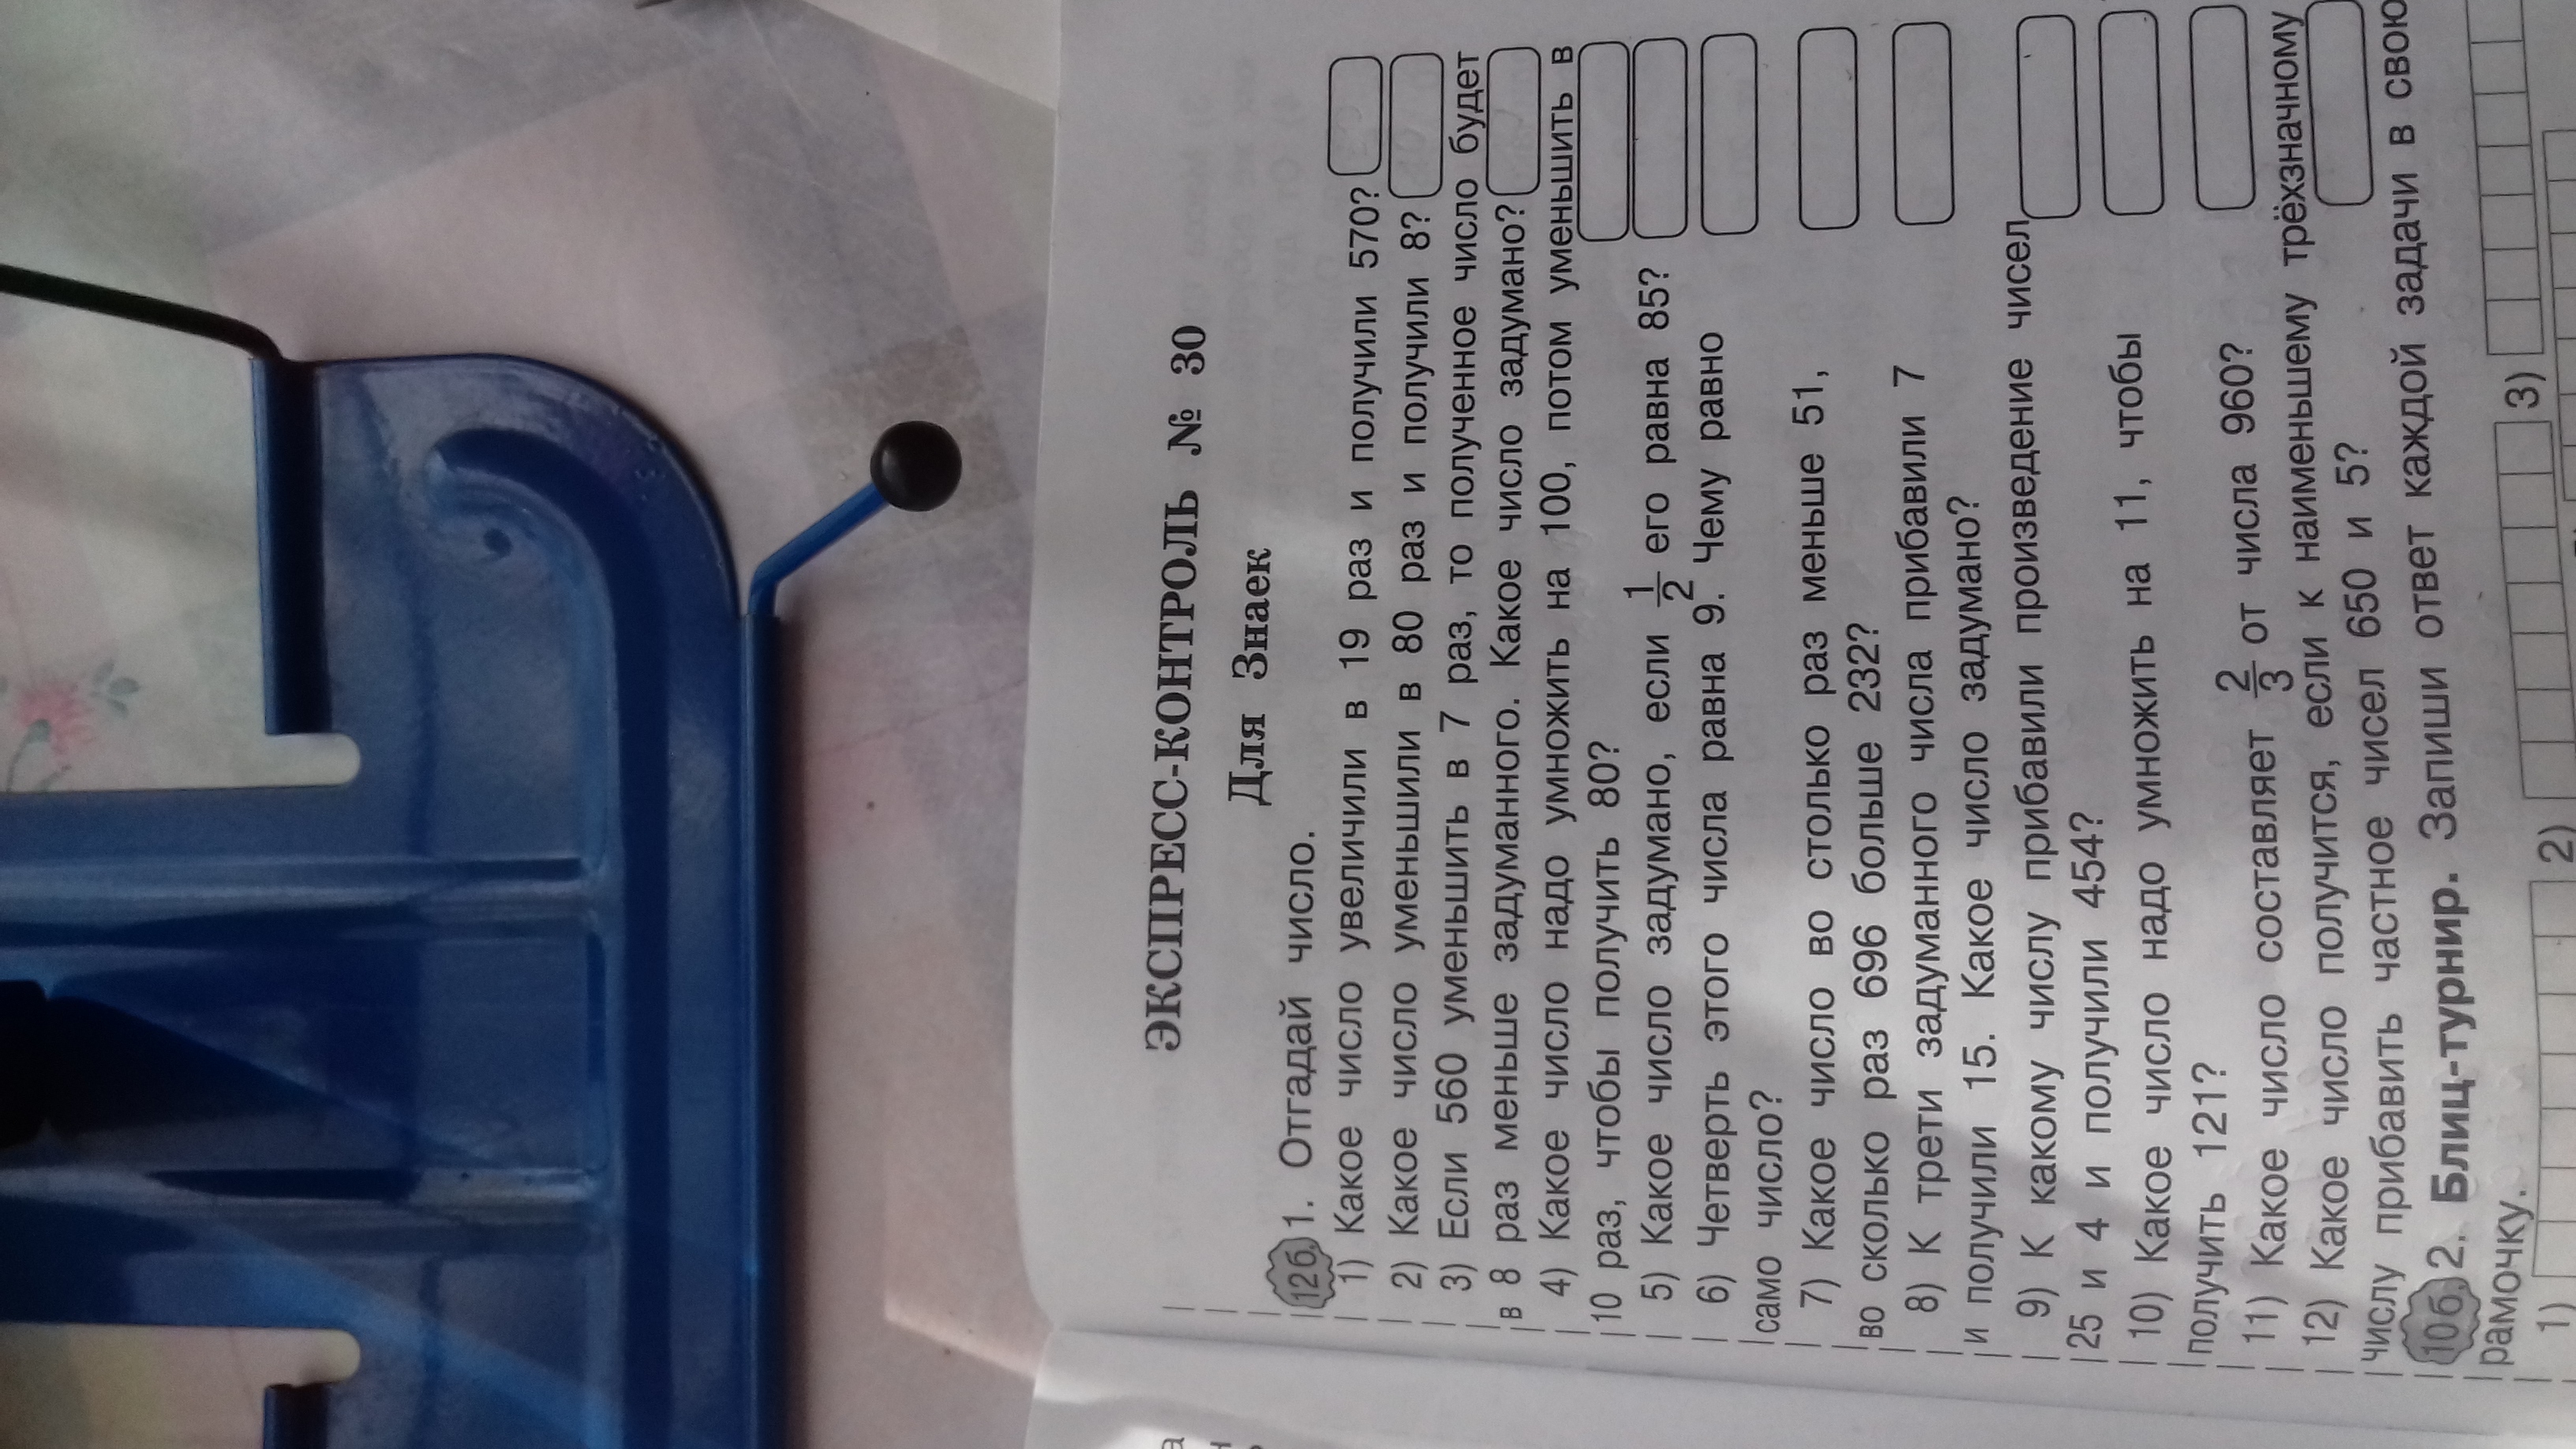 ЭКСПРЕСС-КОНТРОЛЬ № 30
Для Знаек
12б. 1. Отгадай число.
1) Какое число увеличили в 19 раз и получили 570?
2) Какое число уменьшили в 80 раз и получили 8?
3) Если 560 уменьшить в 7 раз, то полученное число будет
в 8 раз меньше задуманного. Какое число задумано?
4) Какое число надо умножить на 100, потом уменьшить в
10 раз, чтобы получить 80?
5) Какое число задумано, если 1/2 его равна 85?
6) Четверть этого числа равна 9. Чему равно
само число?
7) Какое число во столько раз меньше 51,
во сколько раз 696 больше 232?
8) К трети задуманного числа прибавили 7
и получили 15. Какое число задумано?
9) К какому числу прибавили произведение чисел
25 и 4 и получили 454?
10) Какое число надо умножить на 11, чтобы
получить 121?
11) Какое число составляет 2/3 от числа 960?
12) Какое число получится, если к наименьшему трёхзначному
числу прибавить частное чисел 650 и 5?
10б. 2. Блиц-турнир. Запиши ответ каждой задачи в свою
рамочку.
1) 2) 3)